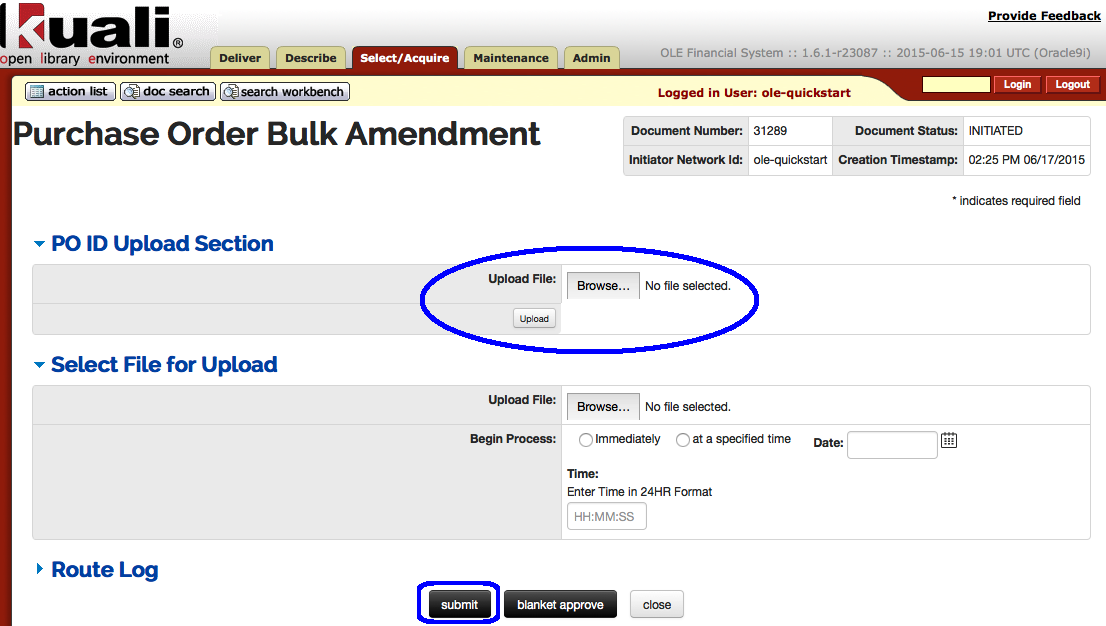 Provide Feedback
kuali®
open library environment
Deliver Describe Select/Acquire Maintenance Admin
OLE Financial System :: 1.6.1-r23087 :: 2015-06-15 19:01 UTC (Oracle9i)
action list doc search search workbench
Logged in User: ole-quickstart
Login Logout
Purchase Order Bulk Amendment
Document Number: 31289 Document Status: INITIATED
Initiator Network Id: ole-quickstart Creation Timestamp: 02:25 PM 06/17/2015
* indicates required field
PO ID Upload Section
Upload File: Browse... No file selected.
Upload
Select File for Upload
Upload File: Browse... No file selected.
Begin Process: Immediately at a specified time Date:
Time:
Enter Time in 24HR Format
HH:MM:SS
Route Log
submit blanket approve close